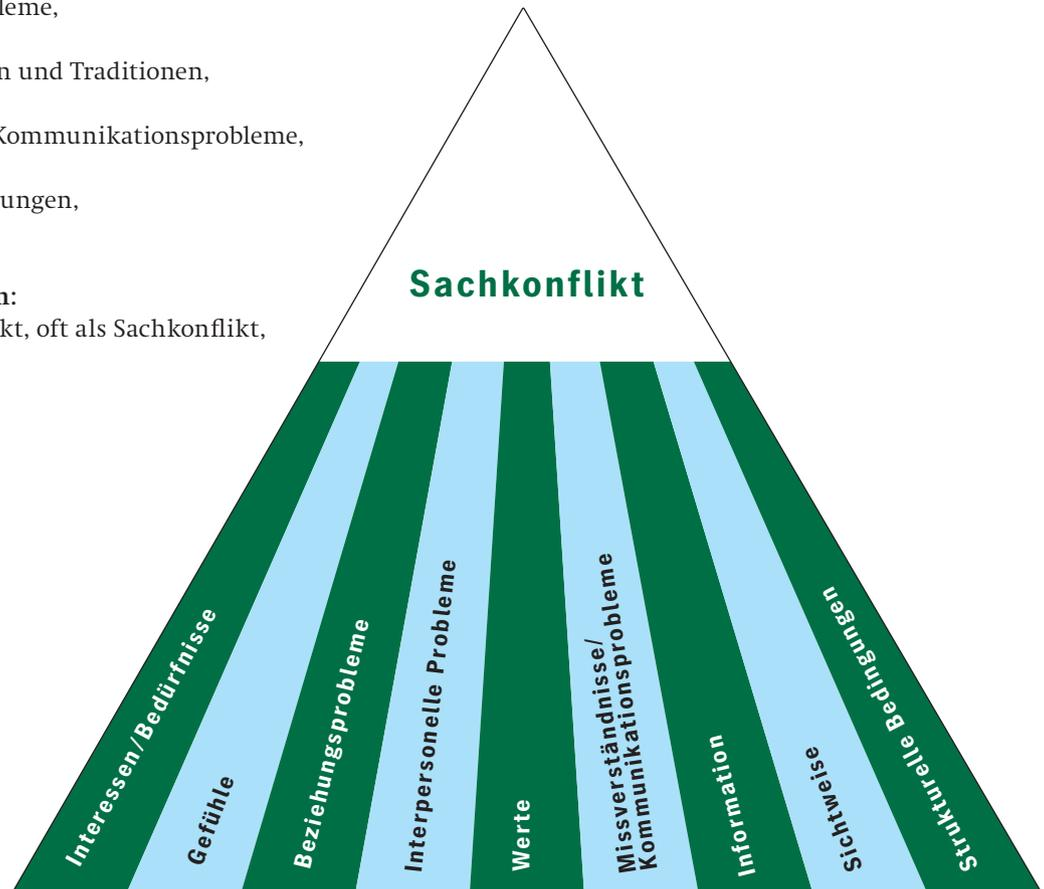 leme,
n und Traditionen,
Kommunikationsprobleme,
ungen,
n:
kt, oft als Sachkonflikt,
Sachkonflikt
Interessen/Bedürfnisse
Gefühle
Beziehungsprobleme
Interpersonelle Probleme
Werte
Missverständnisse/
Kommunikationsprobleme
Information
Sichtweise
Strukturelle Bedingungen